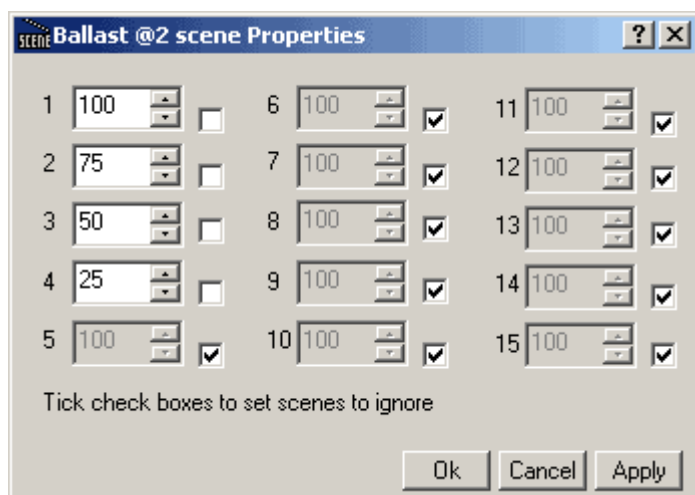 SCENE Ballast @2 scene Properties
1 100 6 100 11 100
2 75 7 100 12 100
3 50 8 100 13 100
4 25 9 100 14 100
5 100 10 100 15 100
Tick check boxes to set scenes to ignore
Ok Cancel Apply